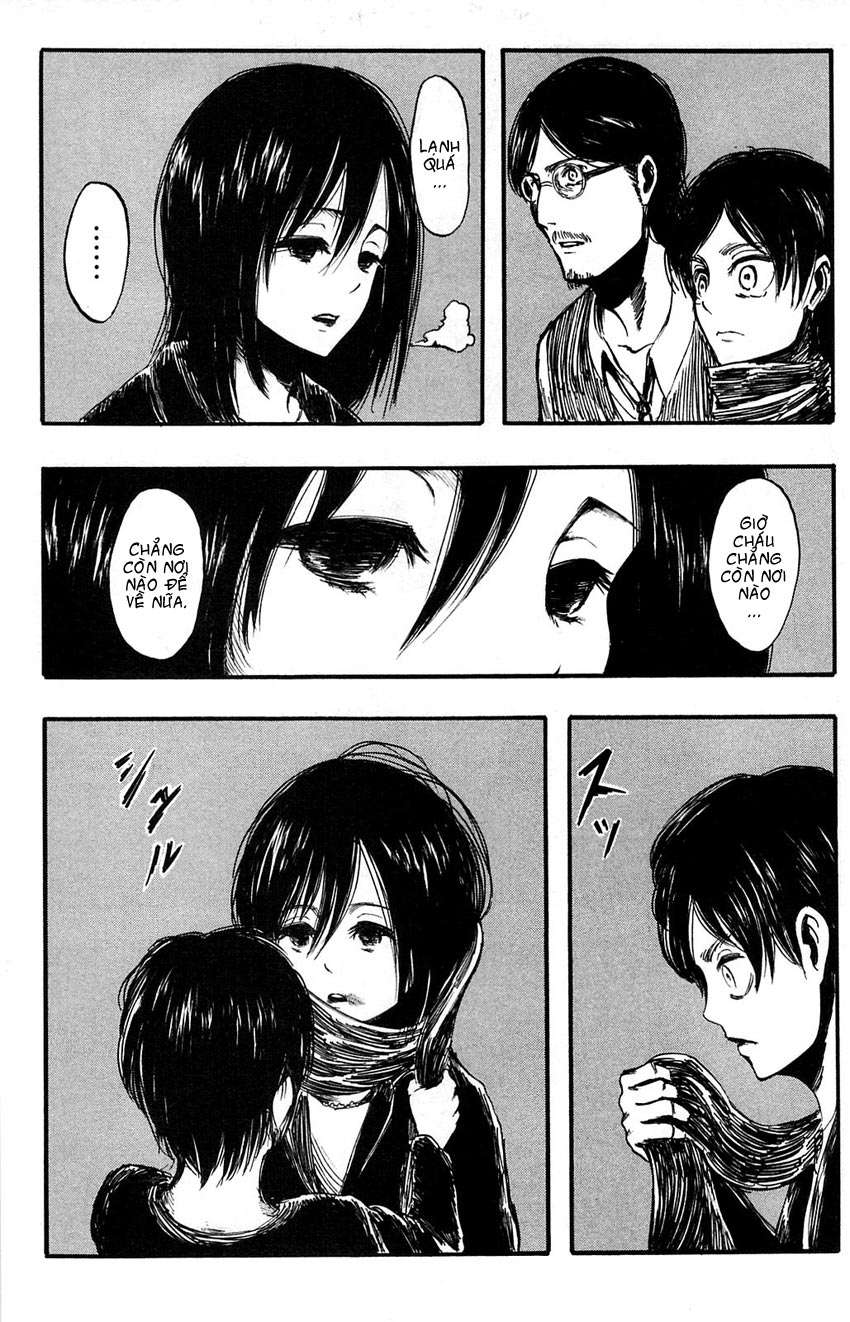 LẠNH
QUÁ
...
......
GIỜ
CHÁU
CHẲNG
CÒN NƠI
NÀO
...
CHẲNG
CÒN NƠI
NÀO ĐỂ
VỀ NỮA.
スッ
シュル